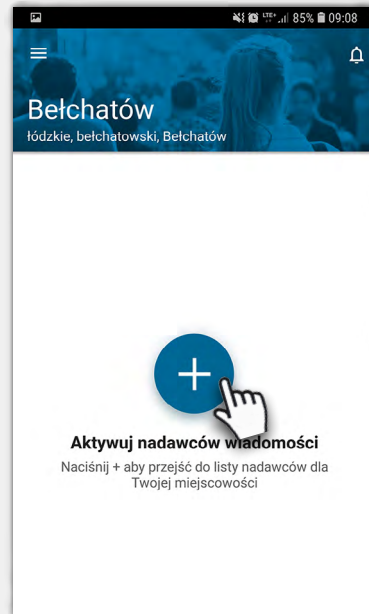 LTE+ 85% 09:08
Bełchatów
łódzkie, bełchatowski, Bełchatów
Aktywuj nadawców wiadomości
Naciśnij + aby przejść do listy nadawców dla
Twojej miejscowości